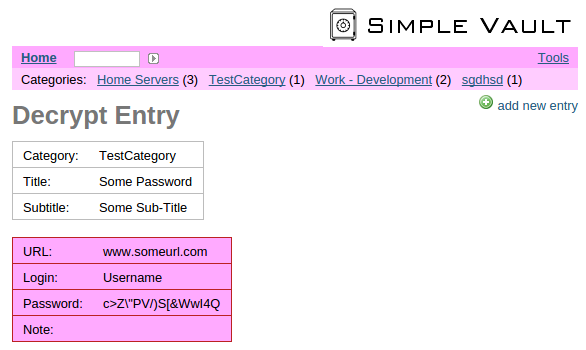 SIMPLE VAULT
Home Tools
Categories: Home Servers (3) TestCategory (1) Work - Development (2) sgdhsd (1)
Decrypt Entry
add new entry
Category: TestCategory
Title: Some Password
Subtitle: Some Sub-Title
URL: www.someurl.com
Login: Username
Password: c>Z\"PV/)S[&WwI4Q
Note: